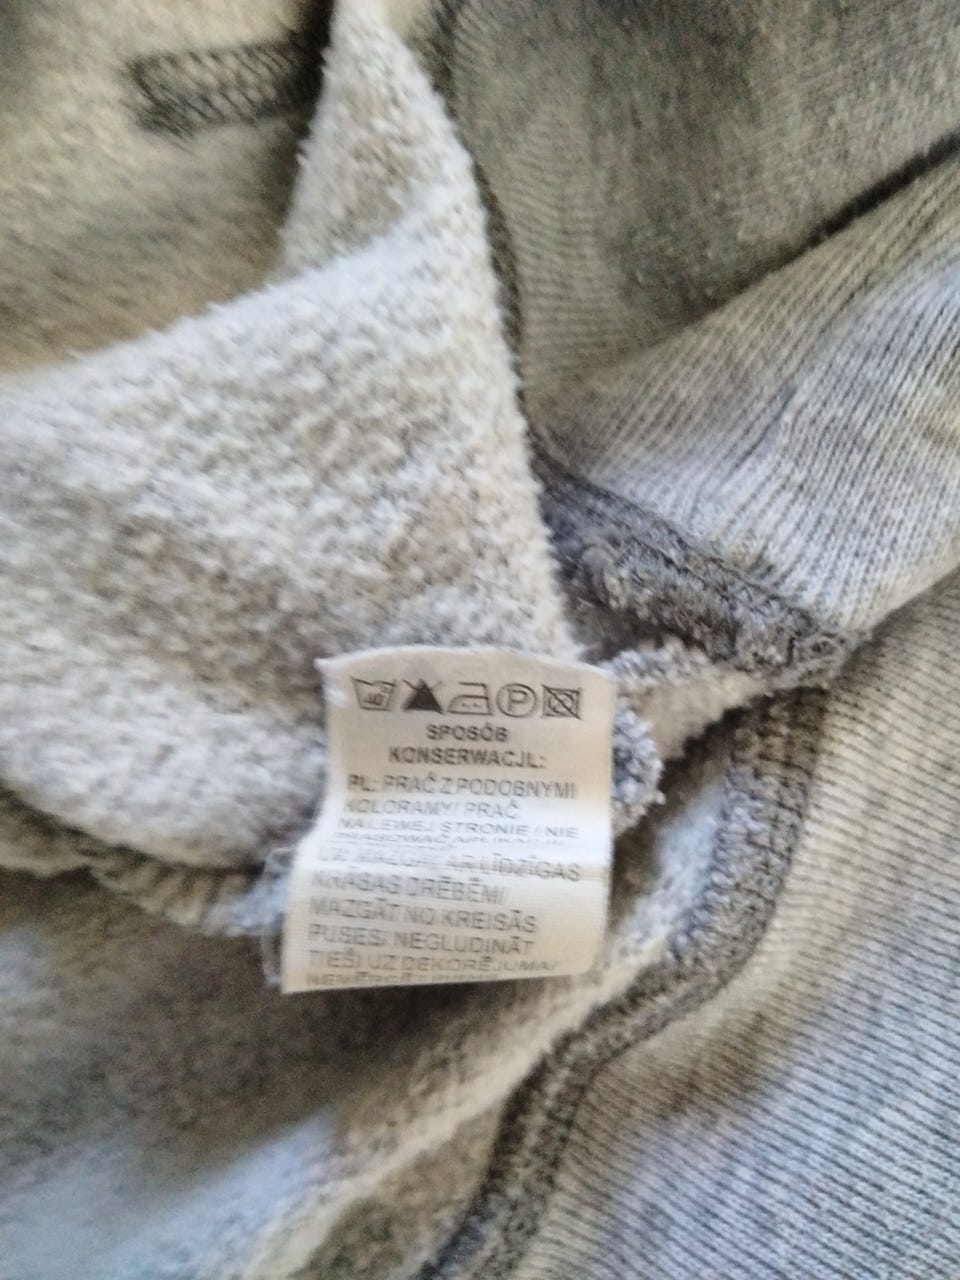 40°
P
SPOSÓB
KONSERWACJI:
PL: PRAĆ Z PODOBNYMI
KOLORAMI/ PRAĆ
NA LEWEJ STRONIE / NIE
LV: MAZGĀT AR LĪDZĪGAS
KRĀSAS DRĒBĒM/
MAZGĀT NO KREISĀS
PUSES/ NEGLUDINĀT
TIEŠI UZ DEKORĒJUMA/